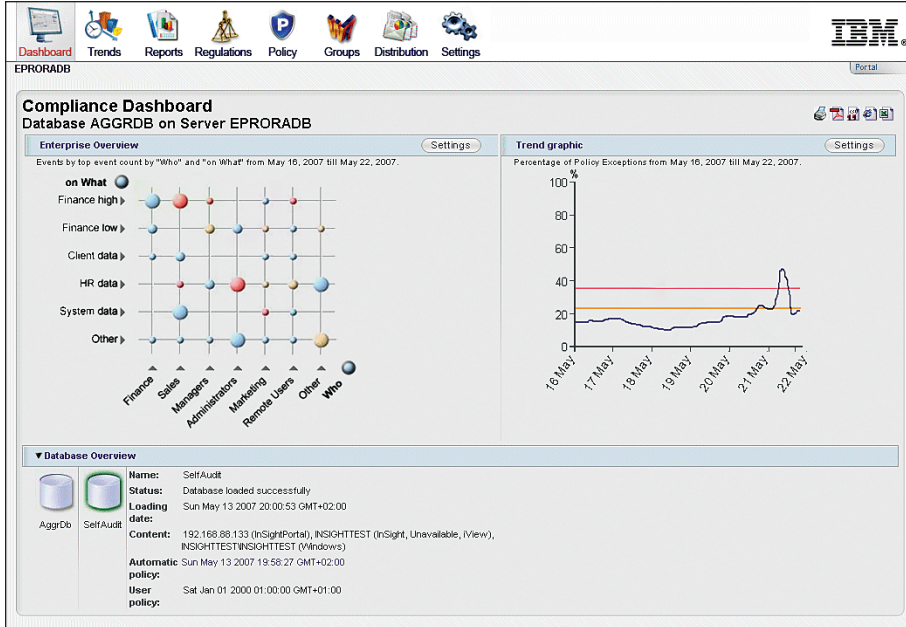 Dashboard Trends Reports Regulations Policy Groups Distribution Settings
IBM®
EPRORADB
Portal
Compliance Dashboard
Database AGGRDB on Server EPRORADB
Enterprise Overview
Settings
Events by top event count by "Who" and "on What" from May 16, 2007 till May 22, 2007.
on What
Finance high
Finance low
Client data
HR data
System data
Other
Finance
Sales
Managers
Administrators
Marketing
Remote Users
Other
Who
Trend graphic
Settings
Percentage of Policy Exceptions from May 16, 2007 till May 22, 2007.
%
100
80
60
40
20
0
16 May
17 May
18 May
19 May
20 May
21 May
22 May
Database Overview
AggrDb
SelfAudit
Name: SelfAudit
Status: Database loaded successfully
Loading Sun May 13 2007 20:00:53 GMT+02:00
date:
Content: 192.168.88.133 (InSightPortal), INSIGHTTEST (InSight, Unavailable, iView),
INSIGHTTEST\INSIGHTTEST (Windows)
Automatic Sun May 13 2007 19:58:27 GMT+02:00
policy:
User Sat Jan 01 2000 01:00:00 GMT+01:00
policy: